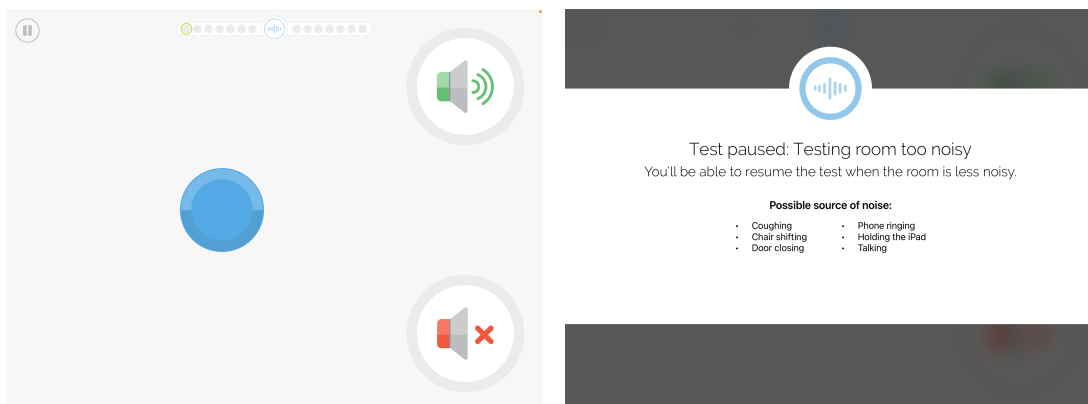 Test paused: Testing room too noisy
You'll be able to resume the test when the room is less noisy.
Possible source of noise:
• Coughing
• Chair shifting
• Door closing
• Phone ringing
• Holding the iPad
• Talking